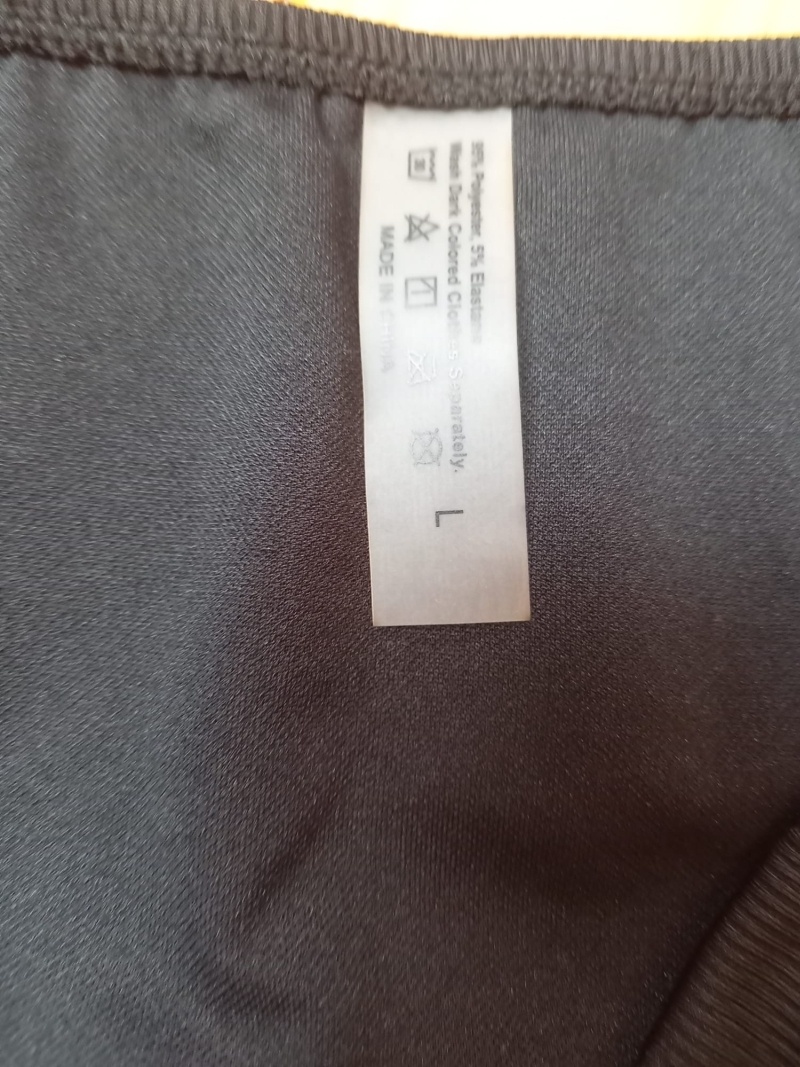 95% Polyester, 5% Elastane
Wash Dark Colored Clothes Separately.
L
MADE IN CHINA